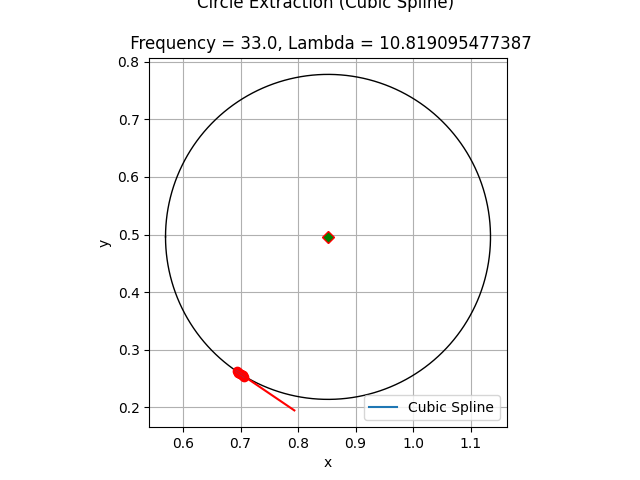 Circle Extraction (Cubic Spline)
Frequency = 33.0, Lambda = 10.819095477387
0.8
0.7
0.6
0.5
0.4
0.3
0.2
y
Cubic Spline
0.6 0.7 0.8 0.9 1.0 1.1
x